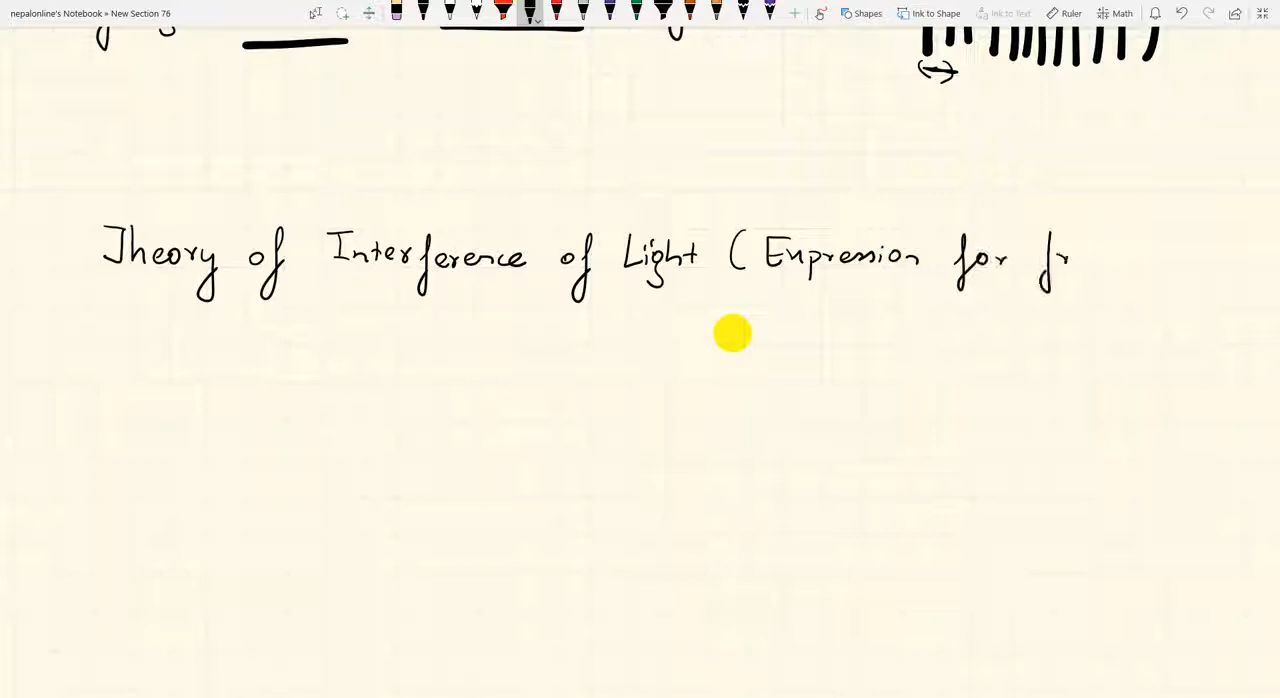 nepalonline's Notebook » New Section 76
Shapes Ink to Shape Ink to Text Ruler Math
Theory of Interference of Light ( Expression for fr